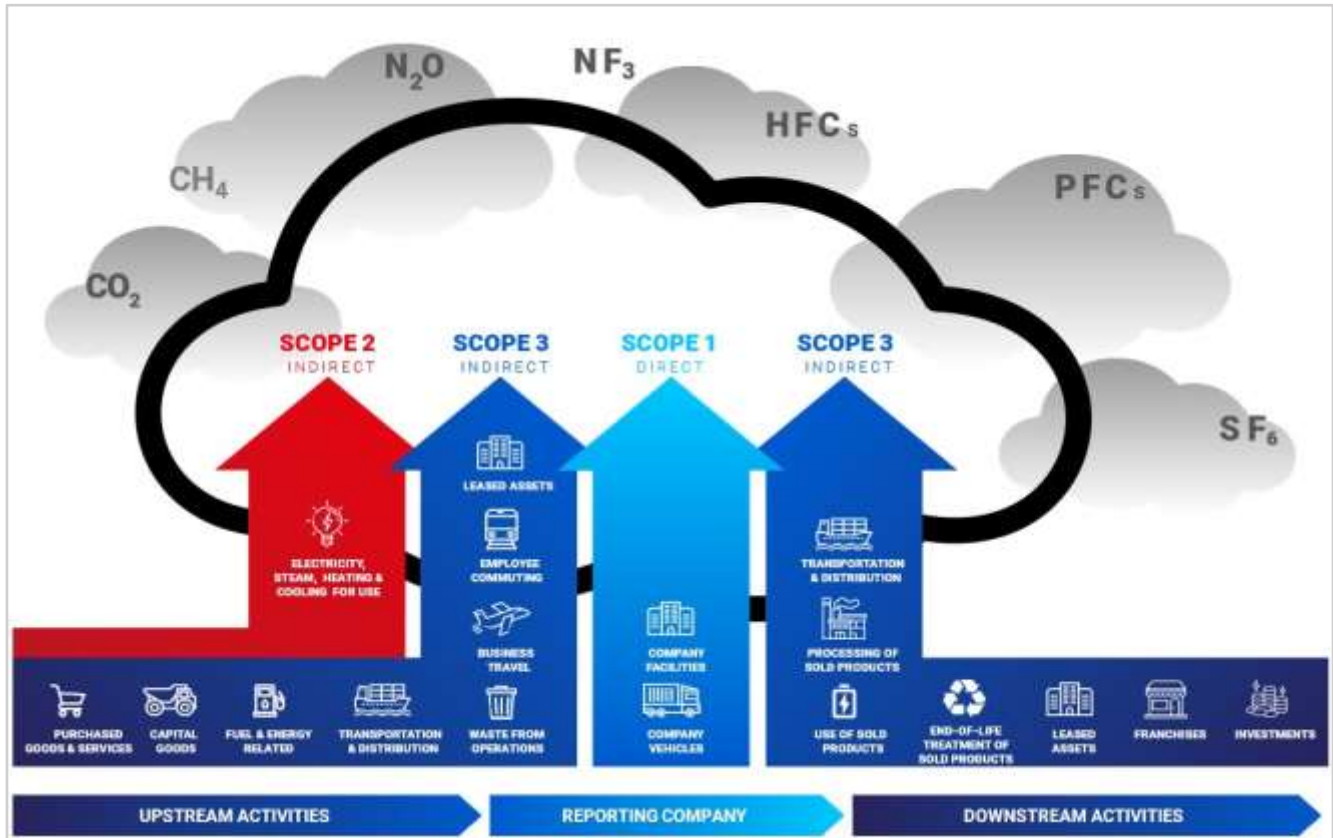 N₂O
NF₃
HFCs
CH₄
PFCs
CO₂
SF₆
SCOPE 2
INDIRECT
SCOPE 3
INDIRECT
SCOPE 1
DIRECT
SCOPE 3
INDIRECT
ELECTRICITY,
STEAM, HEATING &
COOLING FOR USE
LEASED ASSETS
EMPLOYEE
COMMUTING
BUSINESS
TRAVEL
COMPANY
FACILITIES
TRANSPORTATION
& DISTRIBUTION
PROCESSING OF
SOLD PRODUCTS
PURCHASED
GOODS & SERVICES
CAPITAL
GOODS
FUEL & ENERGY
RELATED
TRANSPORTATION
& DISTRIBUTION
WASTE FROM
OPERATIONS
COMPANY
VEHICLES
USE OF SOLD
PRODUCTS
END-OF-LIFE
TREATMENT OF
SOLD PRODUCTS
LEASED
ASSETS
FRANCHISES
INVESTMENTS
UPSTREAM ACTIVITIES
REPORTING COMPANY
DOWNSTREAM ACTIVITIES